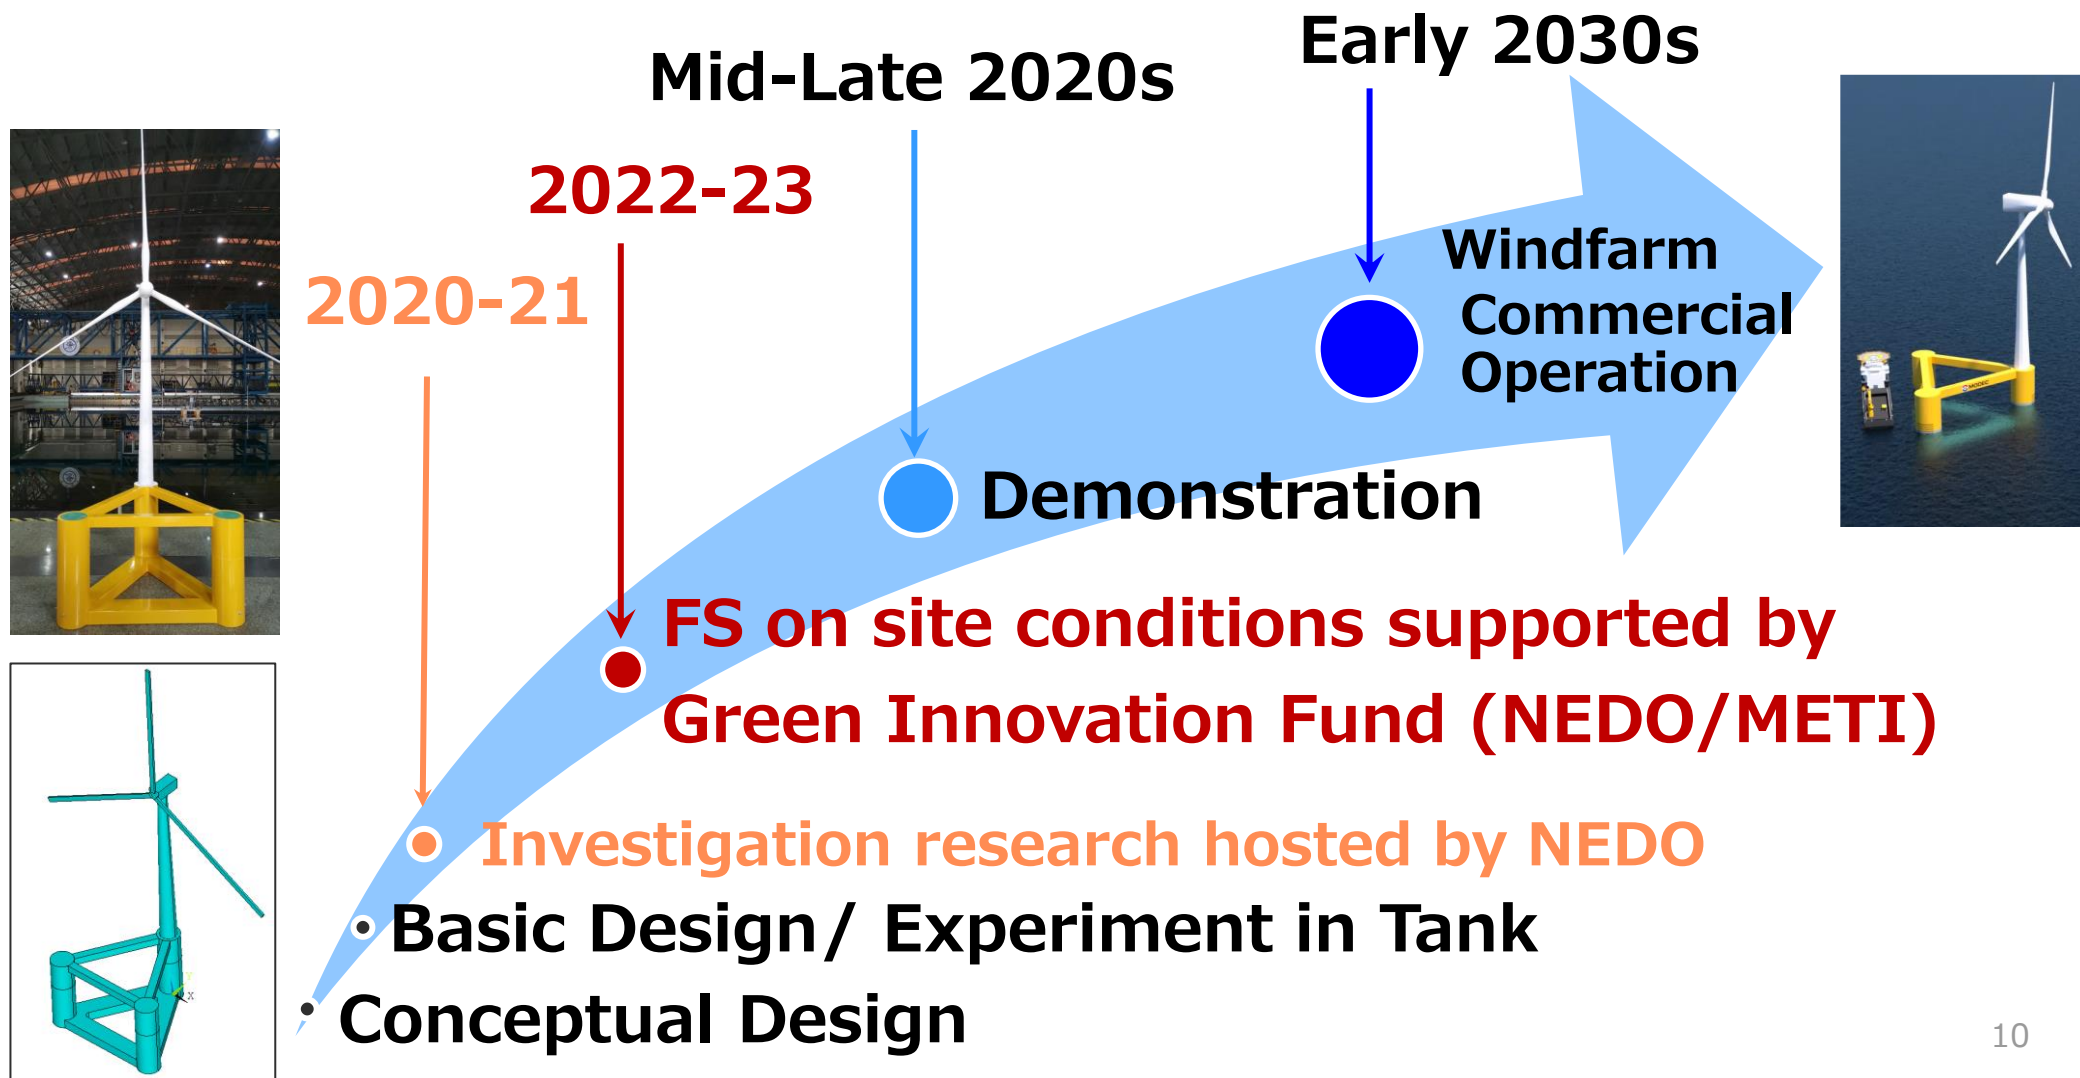 Early 2030s
Mid-Late 2020s
2022-23
2020-21
Windfarm
Commercial
Operation
MODEC
Demonstration
FS on site conditions supported by
Green Innovation Fund (NEDO/METI)
Investigation research hosted by NEDO
• Basic Design/ Experiment in Tank
• Conceptual Design
Y
X
10